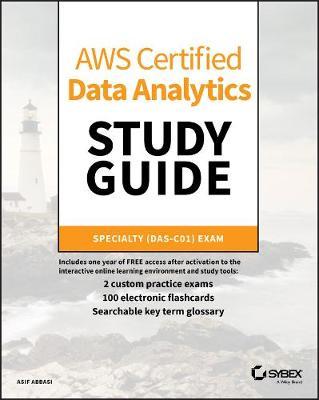 AWS Certified
Data Analytics
STUDY
GUIDE
SPECIALTY (DAS-C01) EXAM
Includes one year of FREE access after activation to the
interactive online learning environment and study tools:
2 custom practice exams
100 electronic flashcards
Searchable key term glossary
ASIF ABBASI
SYBEX
A Wiley Brand